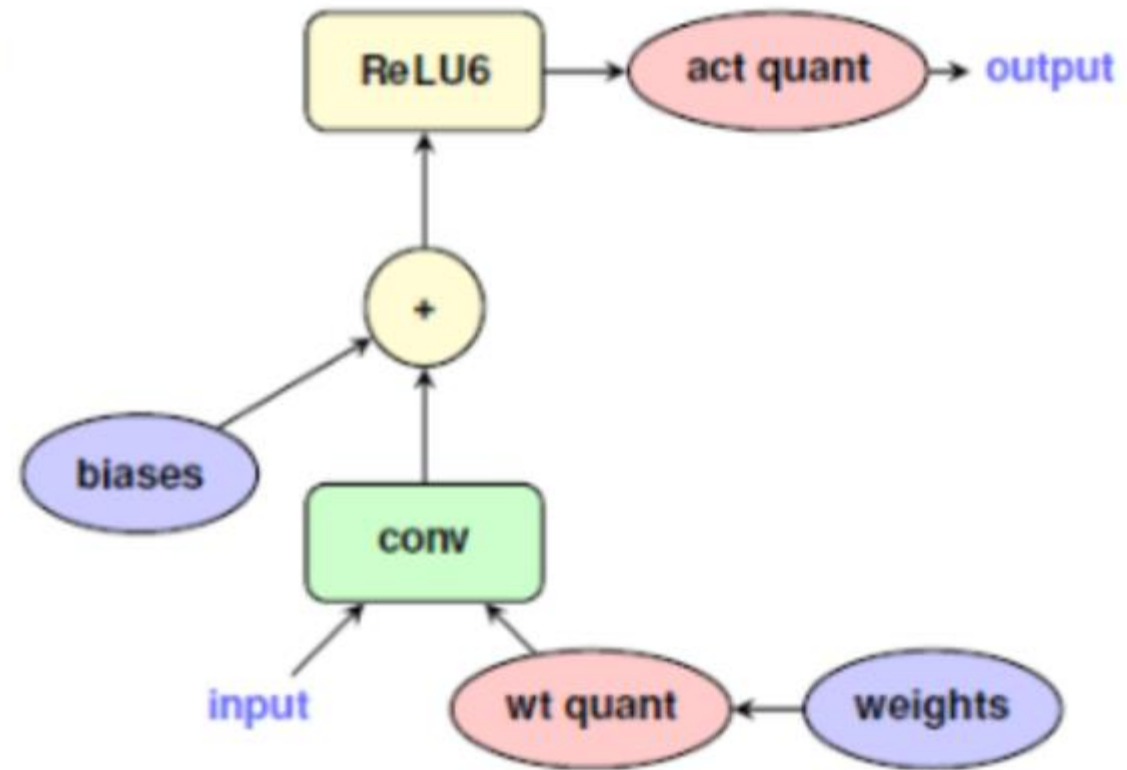 ReLU6
act quant
output
+
biases
conv
input
wt quant
weights